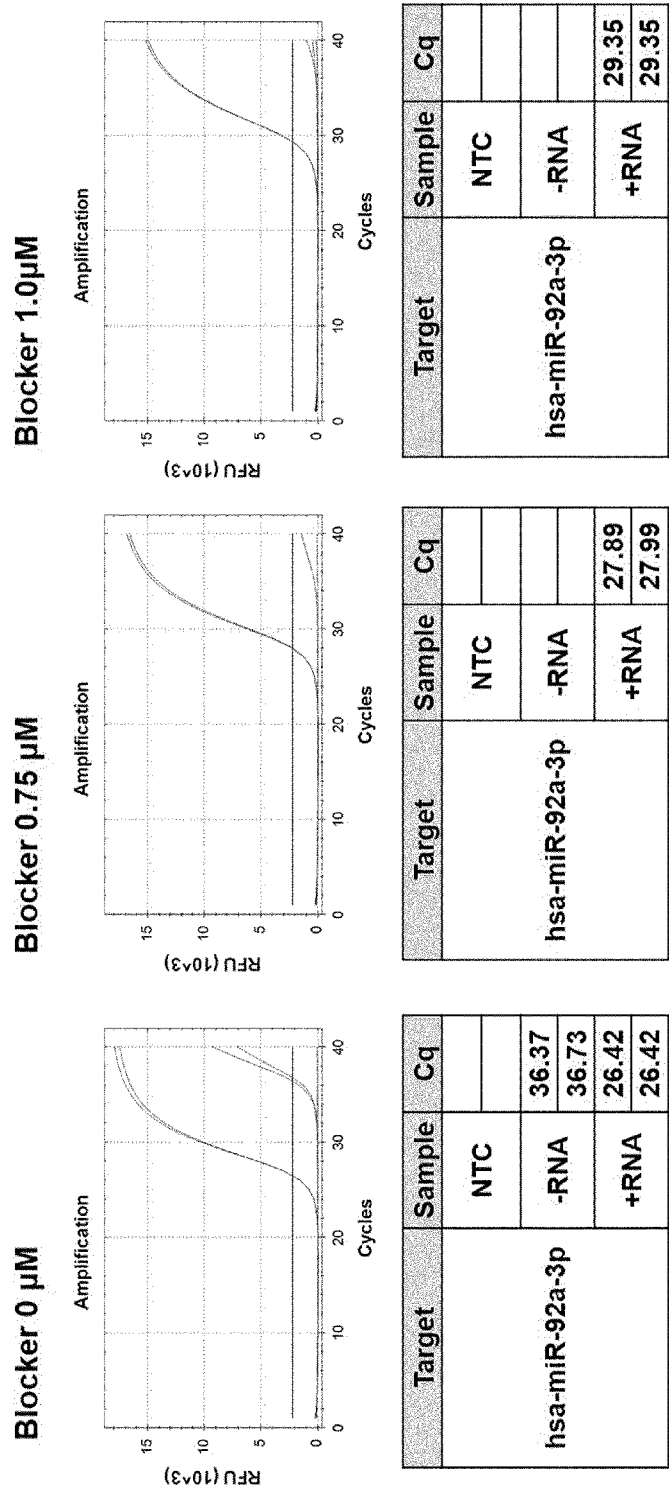 Blocker 0 µM
Amplification
RFU (10^3)
15
10
5
0
0 10 20 30 40
Cycles
Target Sample Cq
hsa-miR-92a-3p
NTC
-RNA
36.37
36.73
+RNA
26.42
26.42
Blocker 0.75 µM
Amplification
RFU (10^3)
15
10
5
0
0 10 20 30 40
Cycles
Target Sample Cq
hsa-miR-92a-3p
NTC
-RNA
+RNA
27.89
27.99
Blocker 1.0µM
Amplification
RFU (10^3)
15
10
5
0
0 10 20 30 40
Cycles
Target Sample Cq
hsa-miR-92a-3p
NTC
-RNA
+RNA
29.35
29.35